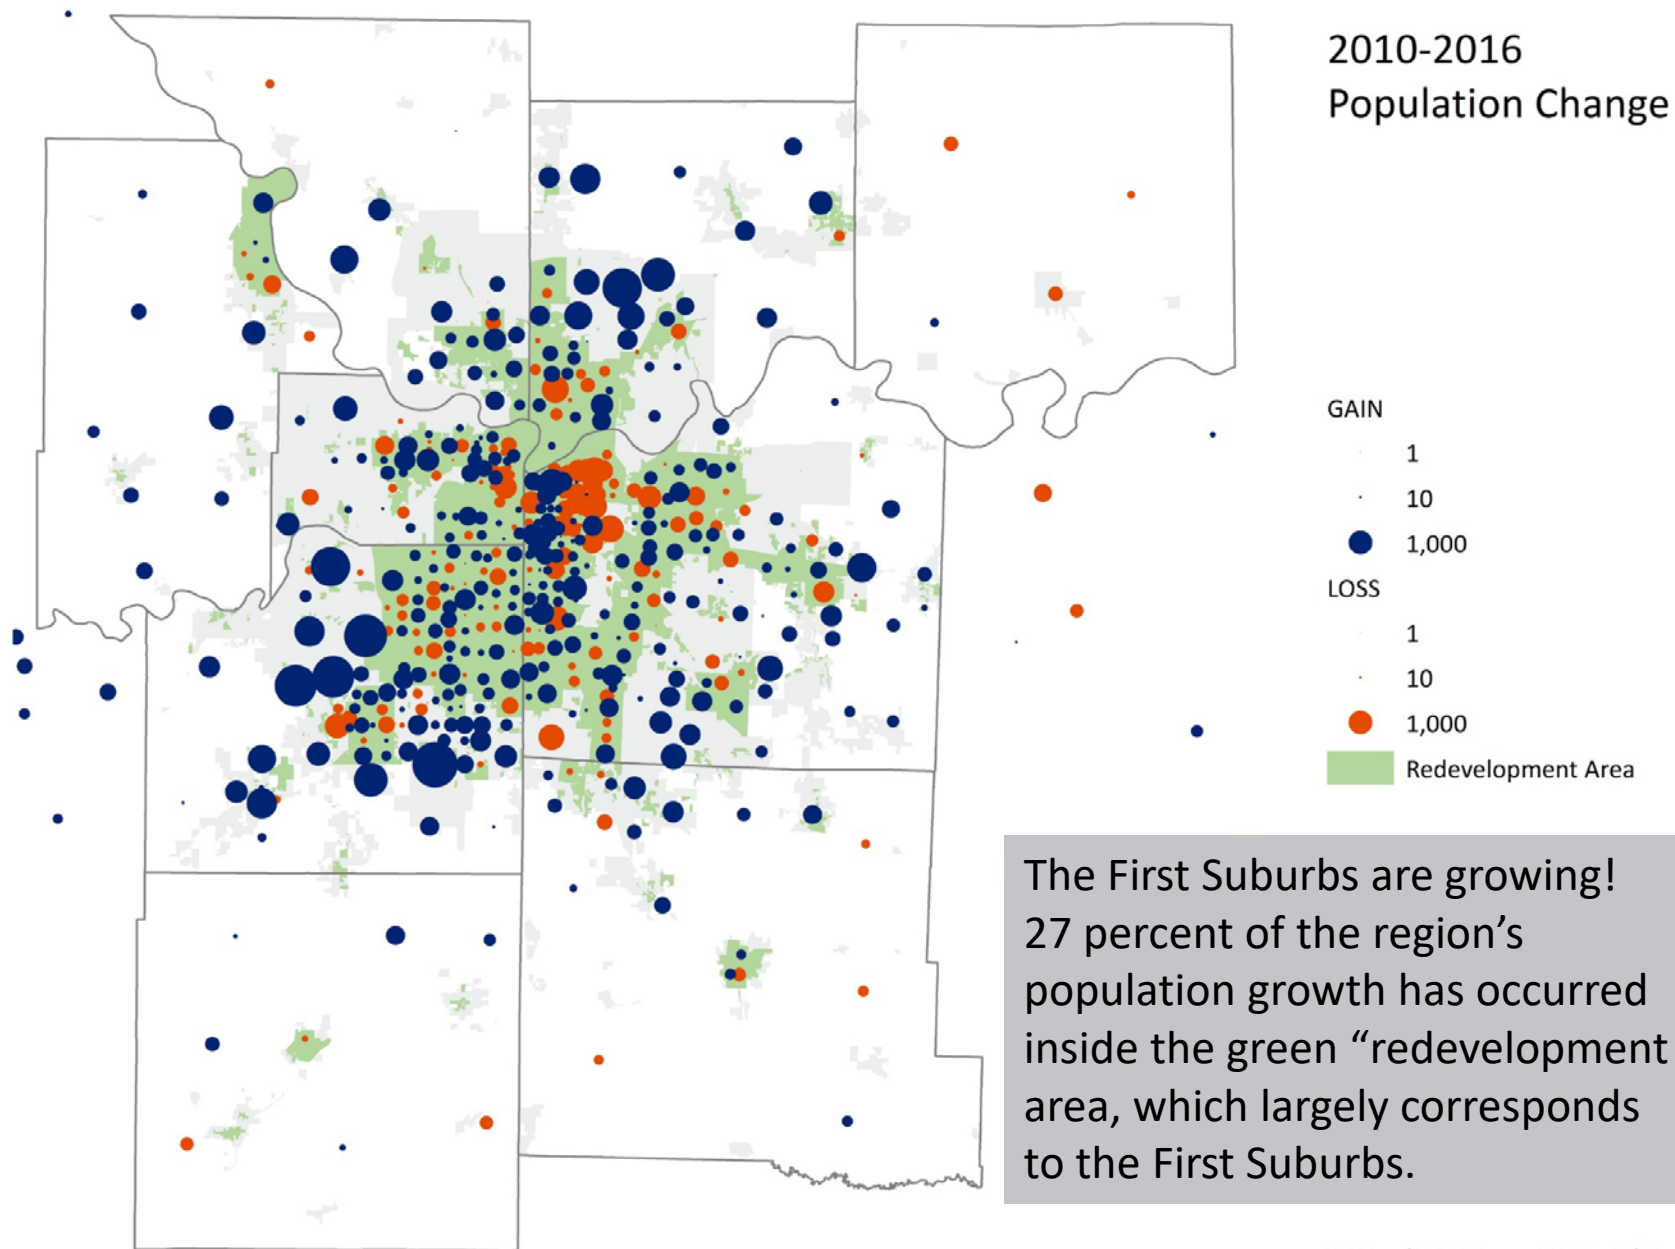 2010-2016
Population Change
GAIN
1
10
1,000
LOSS
1
10
1,000
Redevelopment Area
The First Suburbs are growing!
27 percent of the region’s
population growth has occurred
inside the green “redevelopment
area, which largely corresponds
to the First Suburbs.